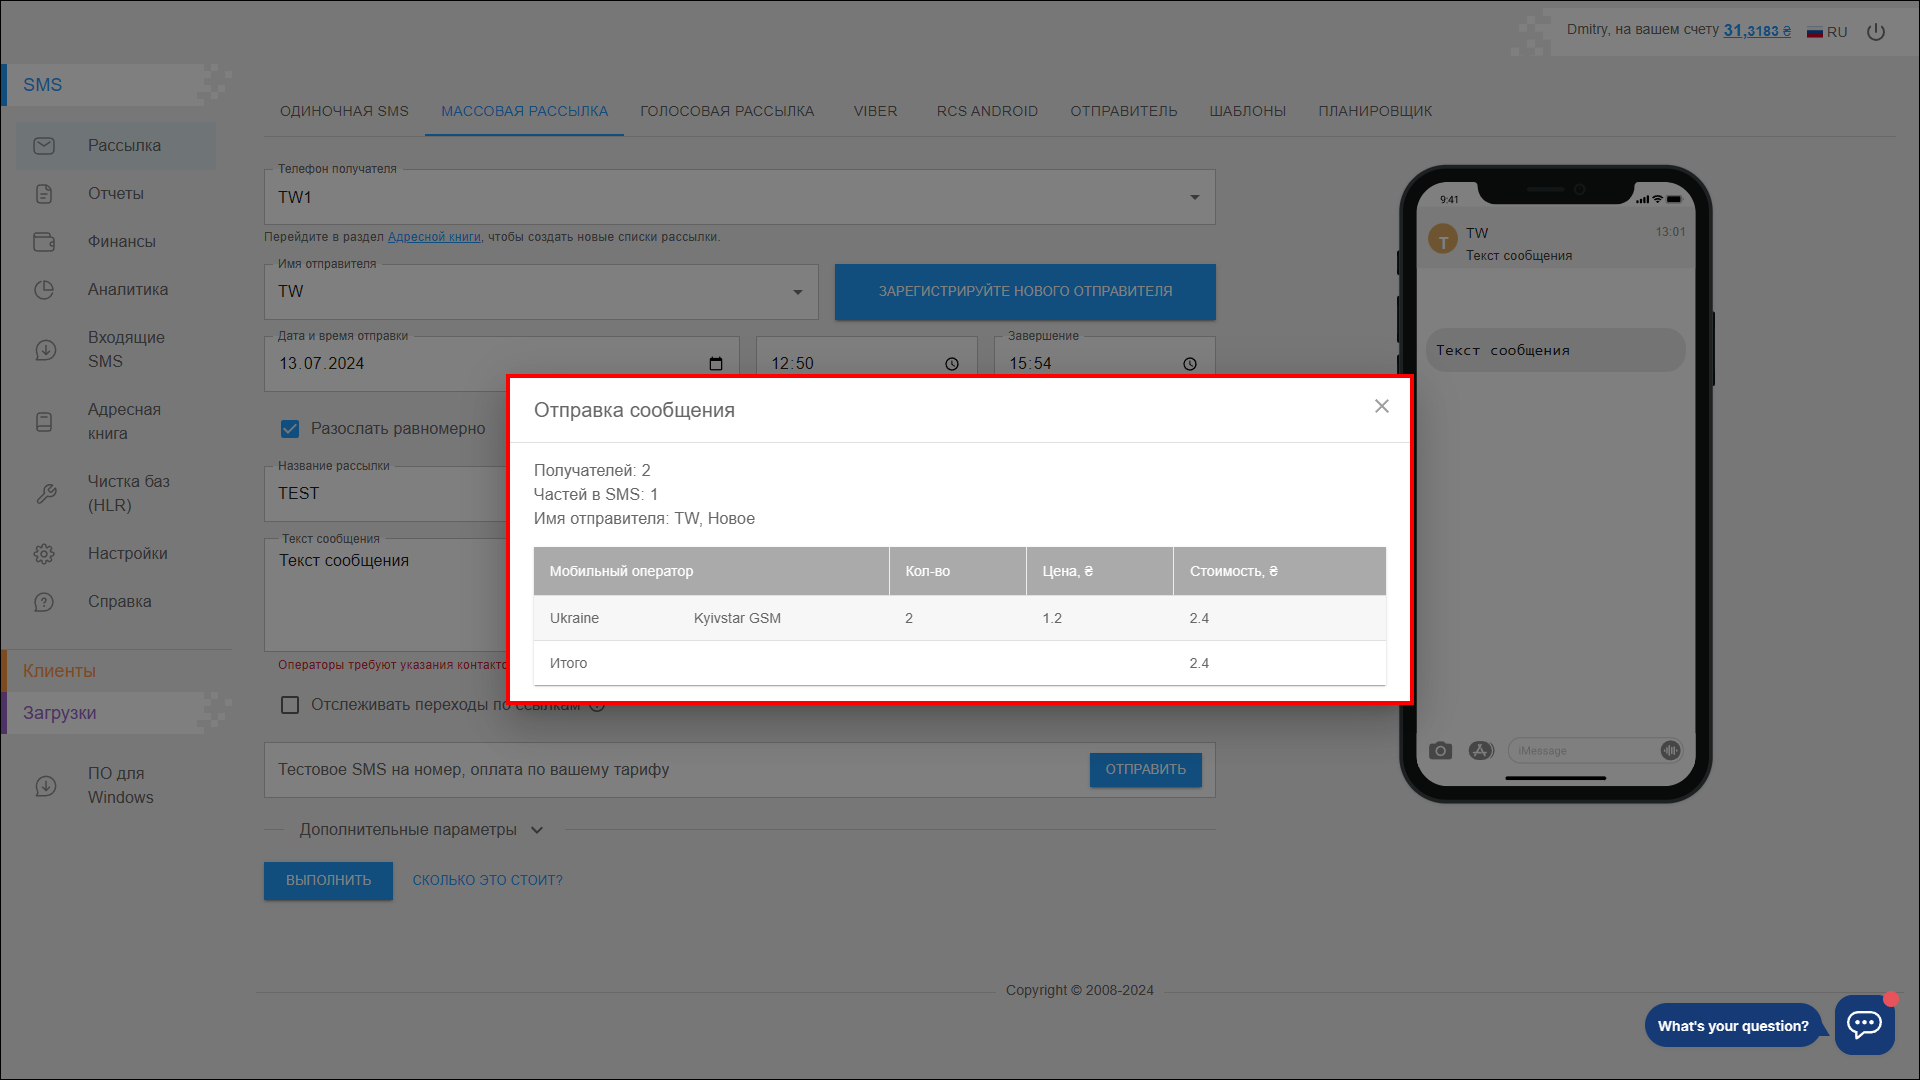 Dmitry, на вашем счету 31,3183 ₴ RU
SMS
Рассылка
Отчеты
Финансы
Аналитика
Входящие
SMS
Адресная
книга
Чистка баз
(HLR)
Настройки
Справка
Клиенты
Загрузки
ПО для
Windows
ОДИНОЧНАЯ SMS МАССОВАЯ РАССЫЛКА ГОЛОСОВАЯ РАССЫЛКА VIBER RCS ANDROID ОТПРАВИТЕЛЬ ШАБЛОНЫ ПЛАНИРОВЩИК
Телефон получателя
TW1
Перейдите в раздел Адресной книги, чтобы создать новые списки рассылки.
Имя отправителя
TW
ЗАРЕГИСТРИРУЙТЕ НОВОГО ОТПРАВИТЕЛЯ
Дата и время отправки
13.07.2024
12:50
Завершение
15:54
Разослать равномерно
Название рассылки
TEST
Текст сообщения
Текст сообщения
Операторы требуют указания контакто
Отслеживать переходы по ссылкам
Тестовое SMS на номер, оплата по вашему тарифу
ОТПРАВИТЬ
Дополнительные параметры
ВЫПОЛНИТЬ
СКОЛЬКО ЭТО СТОИТ?
Отправка сообщения
Получателей: 2
Частей в SMS: 1
Имя отправителя: TW, Новое
Мобильный оператор Кол-во Цена, ₴ Стоимость, ₴
Ukraine Kyivstar GSM 2 1.2 2.4
Итого 2.4
9:41
T
TW 13:01
Текст сообщения
Текст сообщения
iMessage
Copyright © 2008-2024
What's your question?